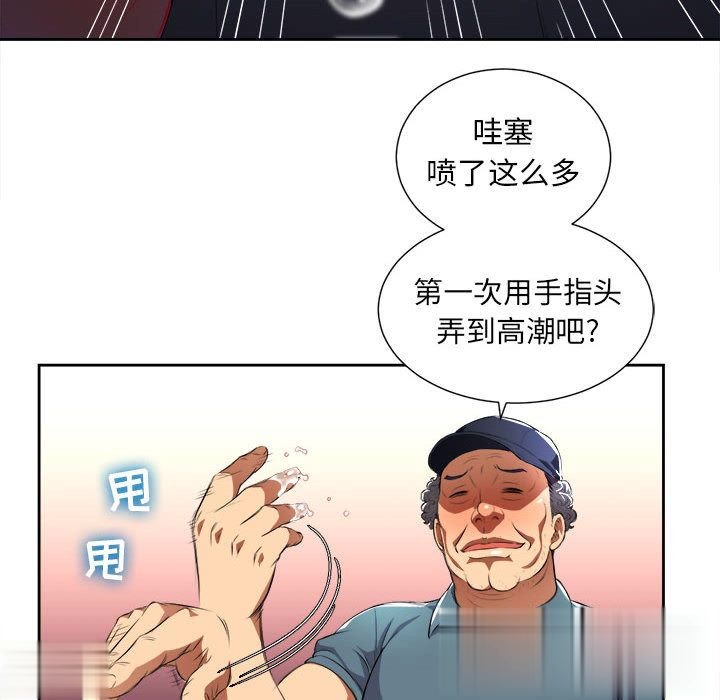 哇塞
喷了这么多
第一次用手指头
弄到高潮吧?
甩
甩